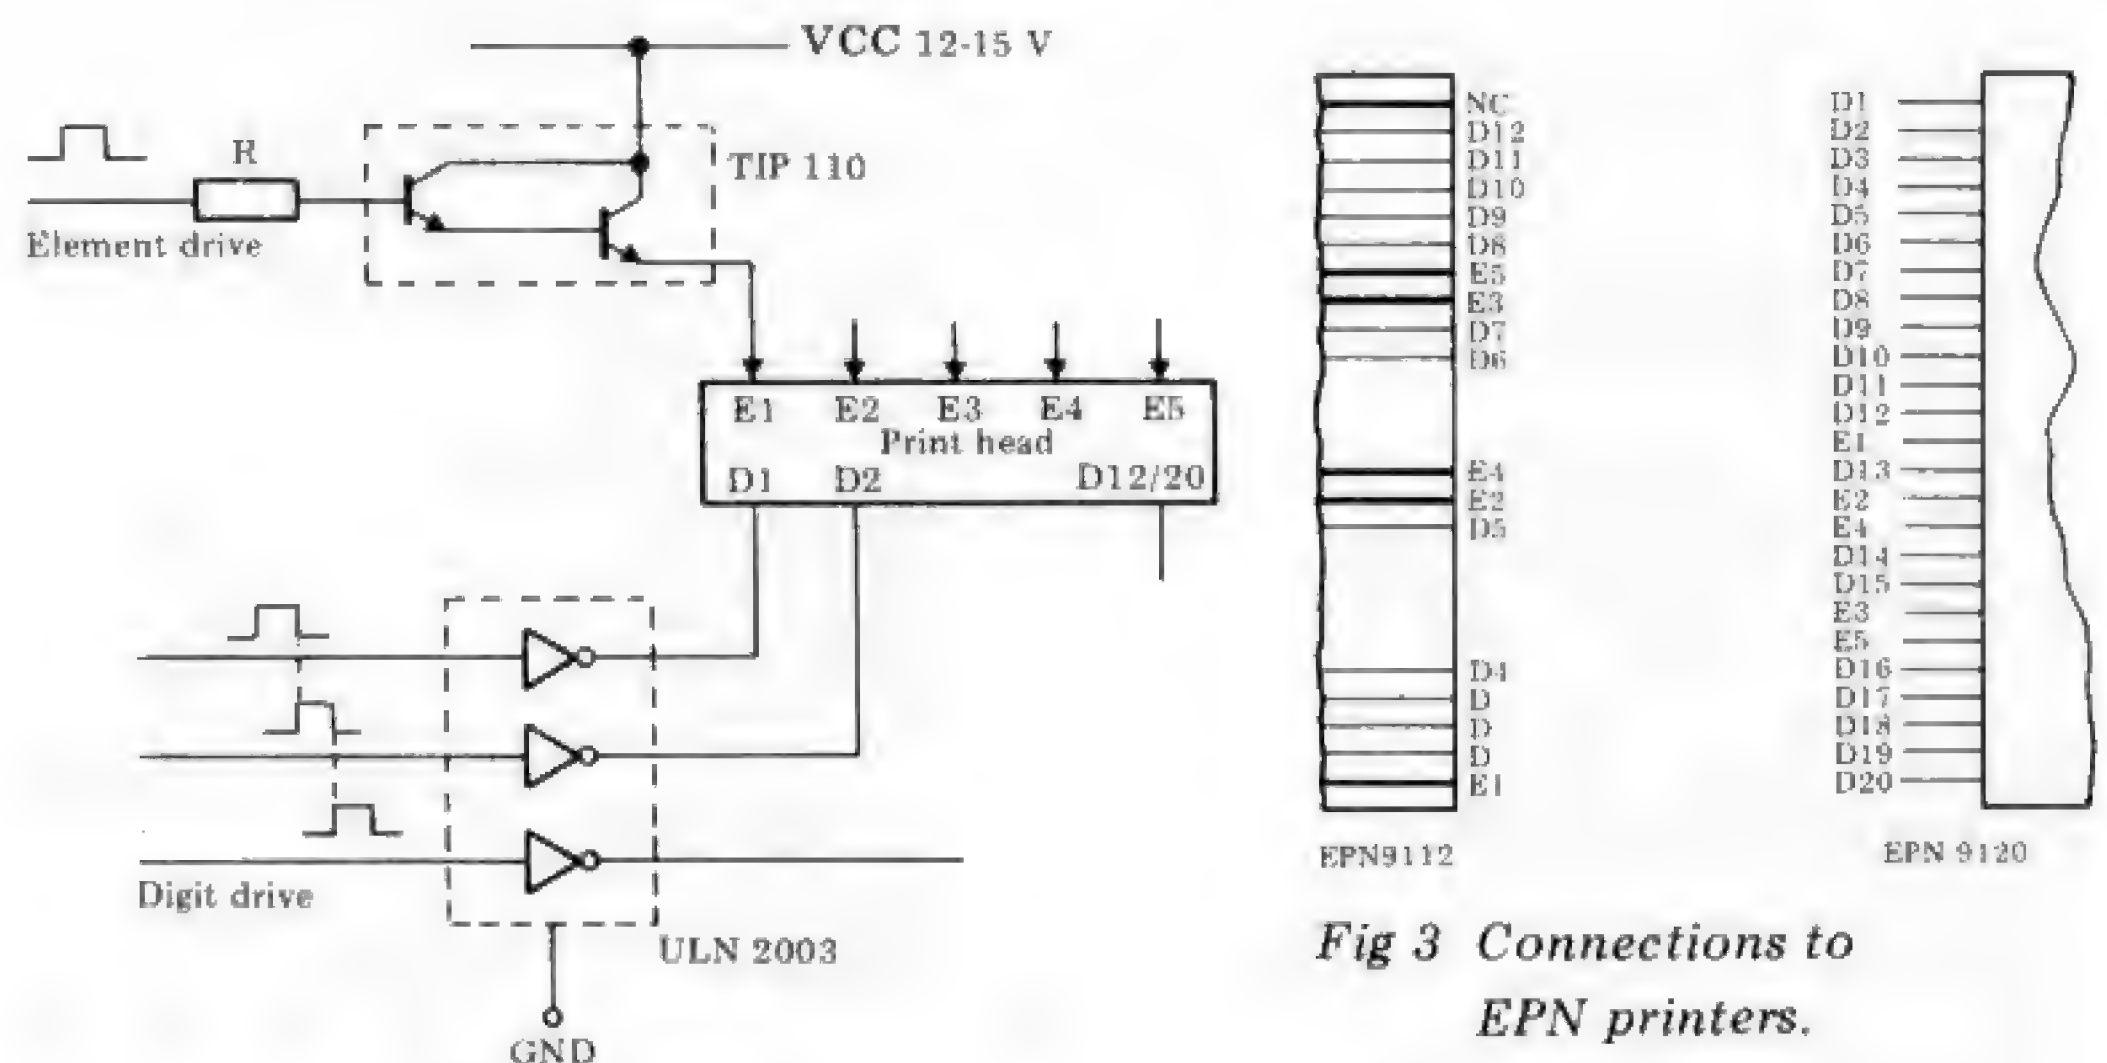 VCC 12-15 V
R
TIP 110
Element drive
E1 E2 E3 E4 E5
Print head
D1 D2 D12/20
Digit drive
ULN 2003
GND
NC
D12
D11
D10
D9
D8
E5
E3
D7
D6
E4
E2
D5
D4
D
D
D
E1
EPN9112
D1
D2
D3
D4
D5
D6
D7
D8
D9
D10
D11
D12
E1
D13
E2
E4
D14
D15
E3
E5
D16
D17
D18
D19
D20
EPN 9120
Fig 3 Connections to
EPN printers.